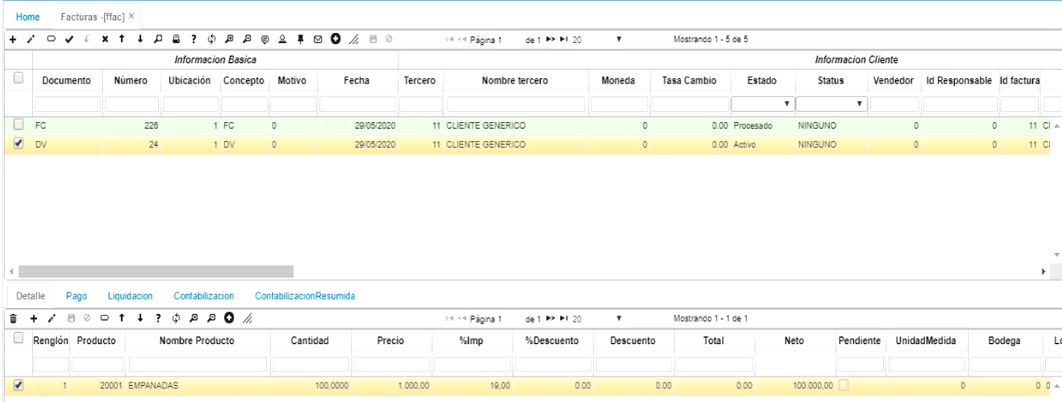 Home Facturas -[ffac] ×
Página 1 de 1 20 Mostrando 1 - 5 de 5
Informacion Basica Informacion Cliente
Documento Número Ubicación Concepto Motivo Fecha Tercero Nombre tercero Moneda Tasa Cambio Estado Status Vendedor Id Responsable Id factura
FC 226 1 FC 0 29/05/2020 11 CLIENTE GENERICO 0 0.00 Procesado NINGUNO 0 0 11 Cl
DV 24 1 DV 0 29/05/2020 11 CLIENTE GENERICO 0 0.00 Activo NINGUNO 0 0 11 Cl
Detalle Pago Liquidacion Contabilizacion ContabilizacionResumida
Página 1 de 1 20 Mostrando 1 - 1 de 1
Renglón Producto Nombre Producto Cantidad Precio %Imp %Descuento Descuento Total Neto Pendiente UnidadMedida Bodega Lo
1 20001 EMPANADAS 100,0000 1.000,00 19,00 0.00 0.00 0.00 100.000,00 0 0 0